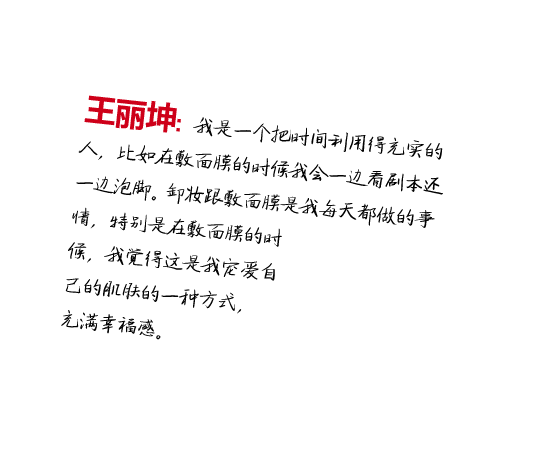 王丽坤：我是一个把时间利用得充实的
人，比如在敷面膜的时候我会一边看剧本还
一边泡脚。卸妆跟敷面膜是我每天都做的事
情，特别是在敷面膜的时
候，我觉得这是我宠爱自
己的肌肤的一种方式，
充满幸福感。